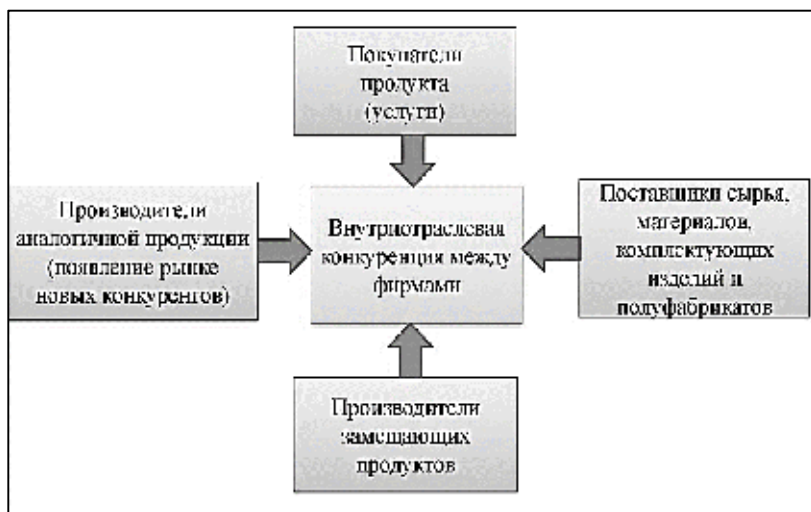 Покупатели
продукта
(услуги)
Производители
аналогичной продукции
(появление рынке
новых конкурентов)
Внутриотраслевая
конкуренция между
фирмами
Поставщики сырья,
материалов,
комплектующих
изделий и
полуфабрикатов
Производители
замещающих
продуктов